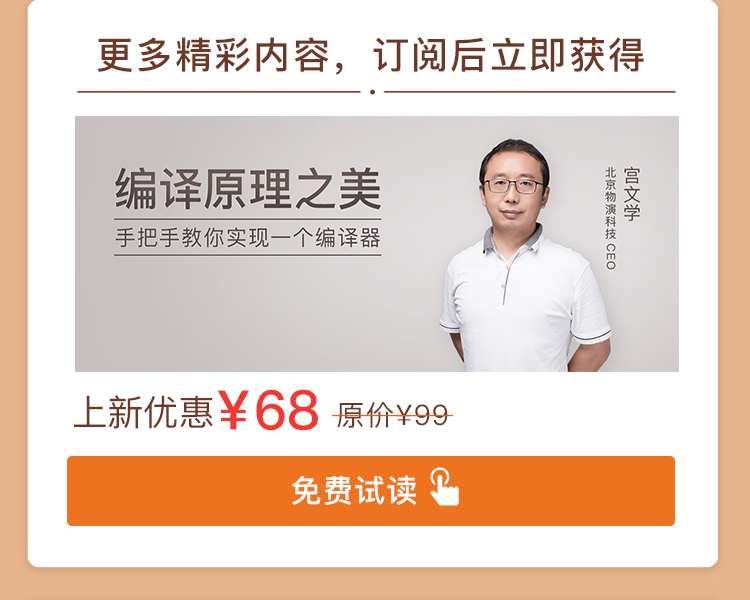 更多精彩内容，订阅后立即获得
编译原理之美
手把手教你实现一个编译器
宫文学
北京物演科技 CEO
上新优惠¥68 原价¥99
免费试读